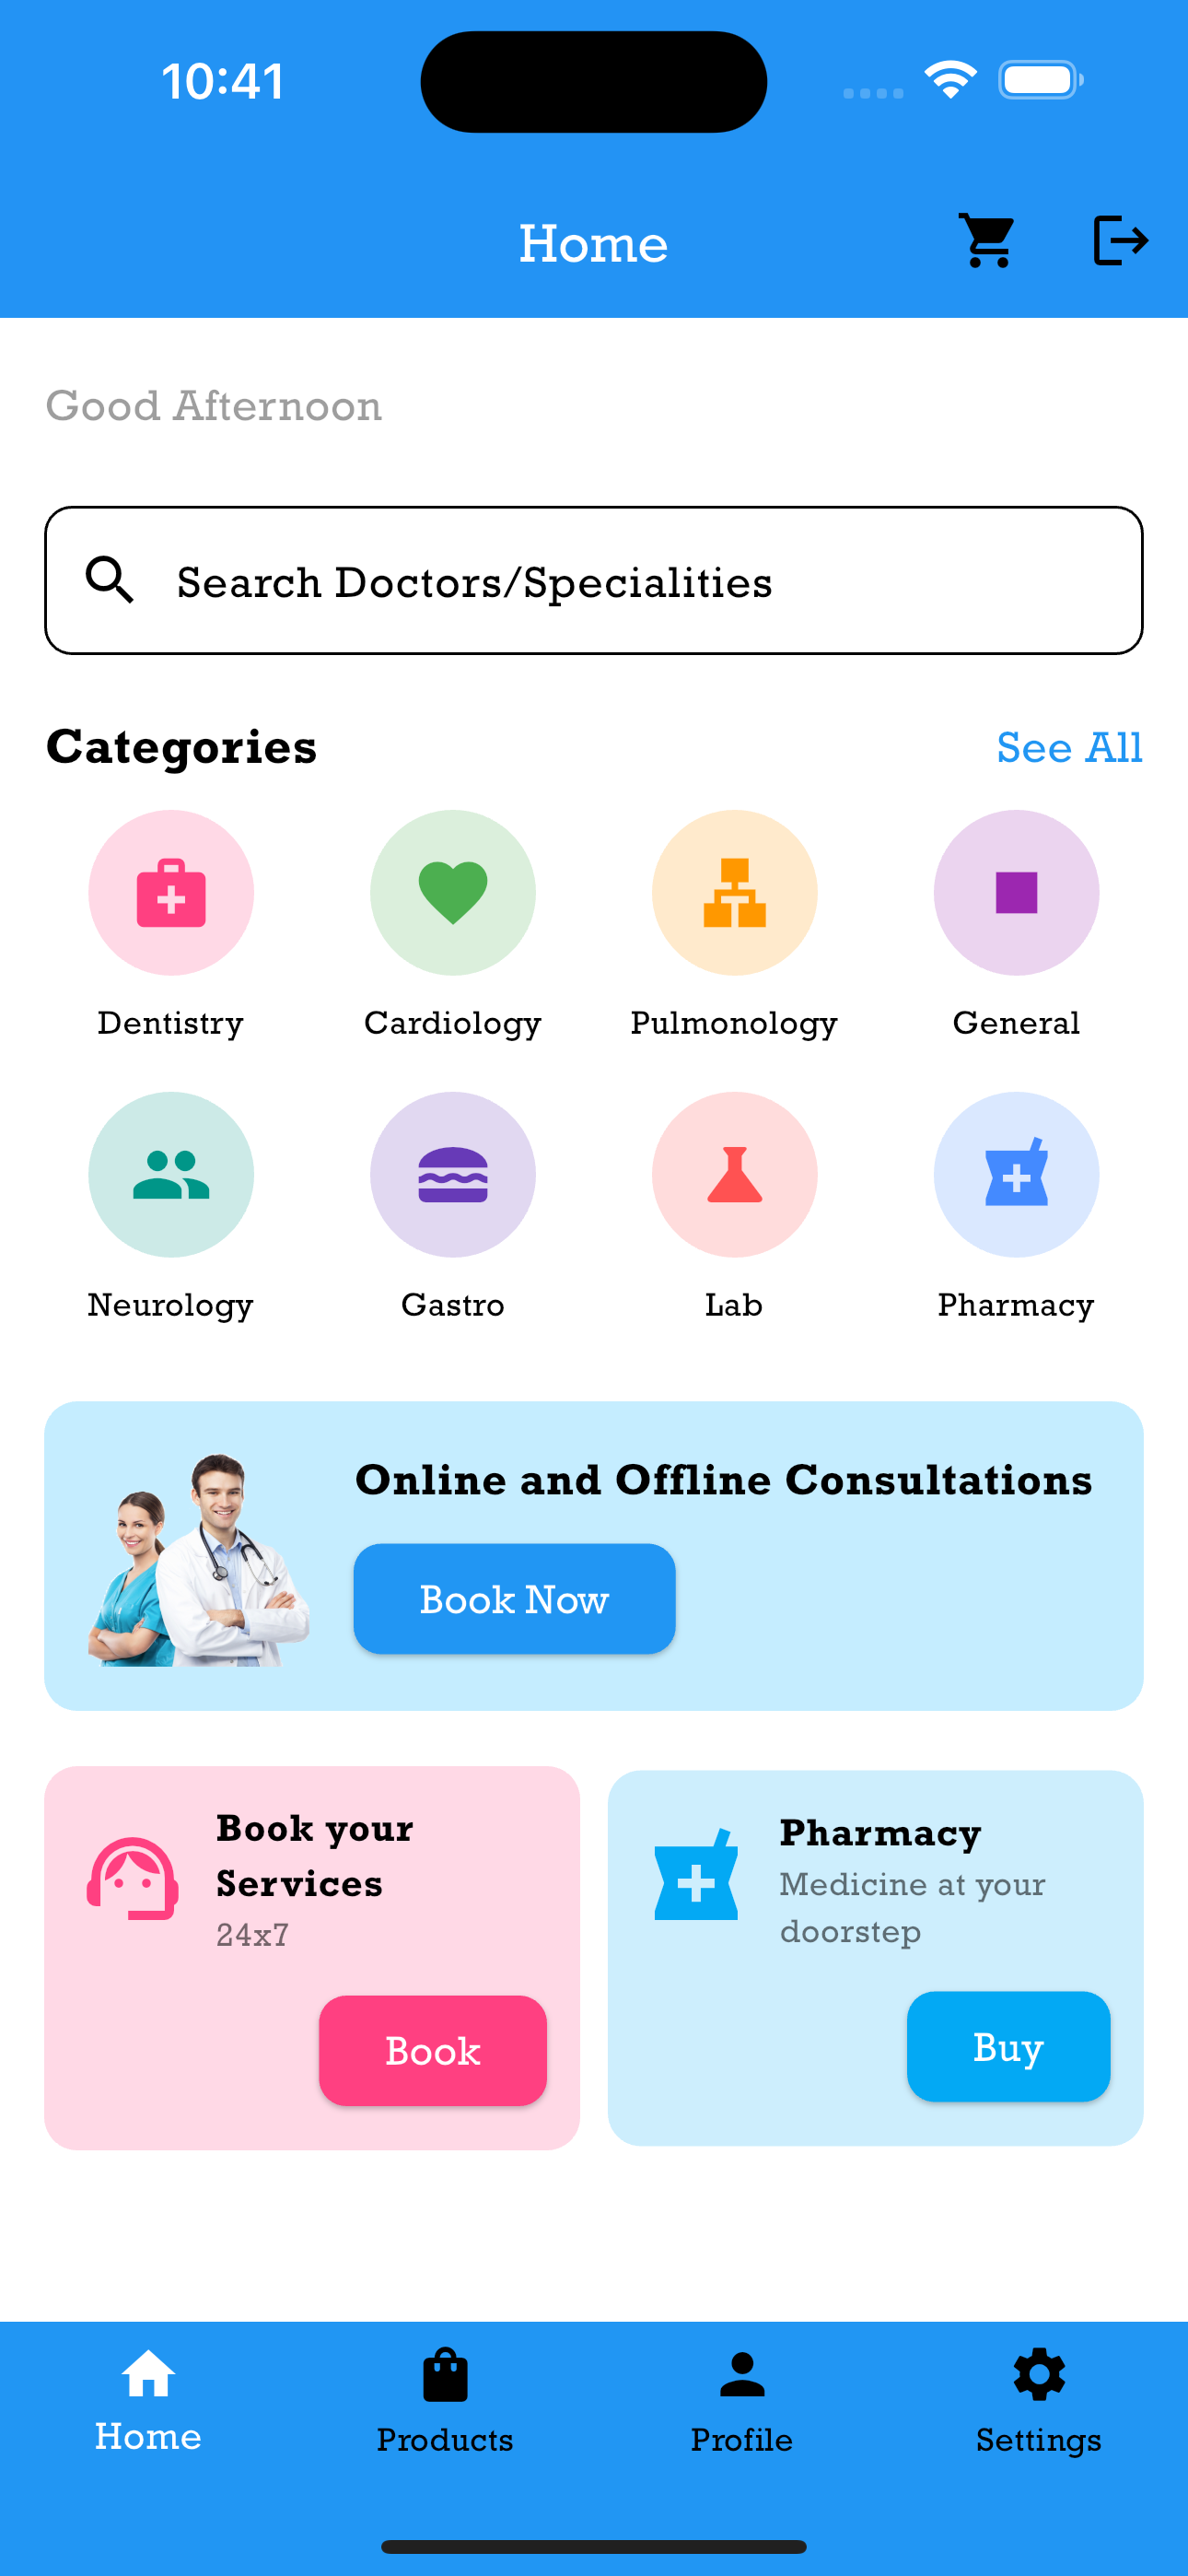 10:41
Home
Good Afternoon
Search Doctors/Specialities
Categories
See All
Dentistry
Cardiology
Pulmonology
General
Neurology
Gastro
Lab
Pharmacy
Online and Offline Consultations
Book Now
Book your
Services
24x7
Book
Pharmacy
Medicine at your
doorstep
Buy
Home
Products
Profile
Settings